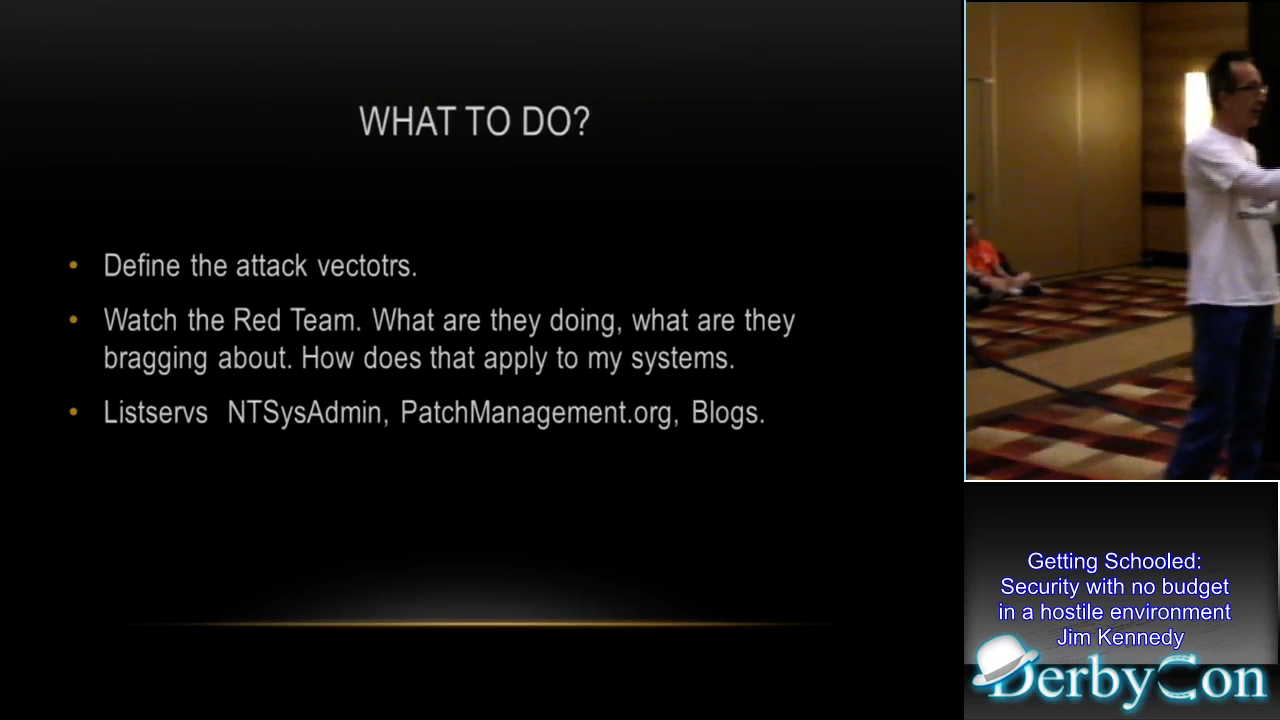 WHAT TO DO?
• Define the attack vectotrs.
• Watch the Red Team. What are they doing, what are they
bragging about. How does that apply to my systems.
• Listservs NTSysAdmin, PatchManagement.org, Blogs.
Getting Schooled:
Security with no budget
in a hostile environment
Jim Kennedy
DerbyCon